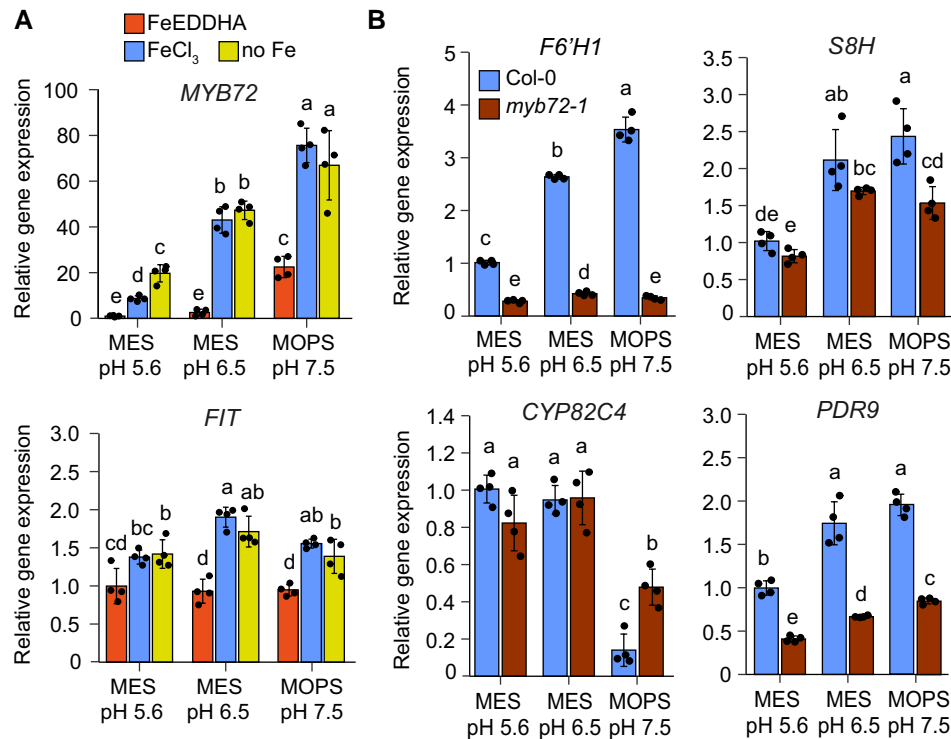 A
FeEDDHA
FeCl3 no Fe
MYB72
Relative gene expression
100
80
60
40
20
0
e d c e b b c a a
MES pH 5.6
MES pH 6.5
MOPS pH 7.5
FIT
Relative gene expression
3.0
2.5
2.0
1.5
1.0
0.5
0
cd bc b d a ab d ab b
MES pH 5.6
MES pH 6.5
MOPS pH 7.5
B
Col-0
myb72-1
F6'H1
Relative gene expression
5
4
3
2
1
0
c e b d a e
MES pH 5.6
MES pH 6.5
MOPS pH 7.5
S8H
Relative gene expression
3.5
3.0
2.5
2.0
1.5
1.0
0.5
0
de e ab bc a cd
MES pH 5.6
MES pH 6.5
MOPS pH 7.5
CYP82C4
Relative gene expression
1.4
1.2
1.0
0.8
0.6
0.4
0.2
0
a a a a c b
MES pH 5.6
MES pH 6.5
MOPS pH 7.5
PDR9
Relative gene expression
3.0
2.5
2.0
1.5
1.0
0.5
0
b e a d a c
MES pH 5.6
MES pH 6.5
MOPS pH 7.5